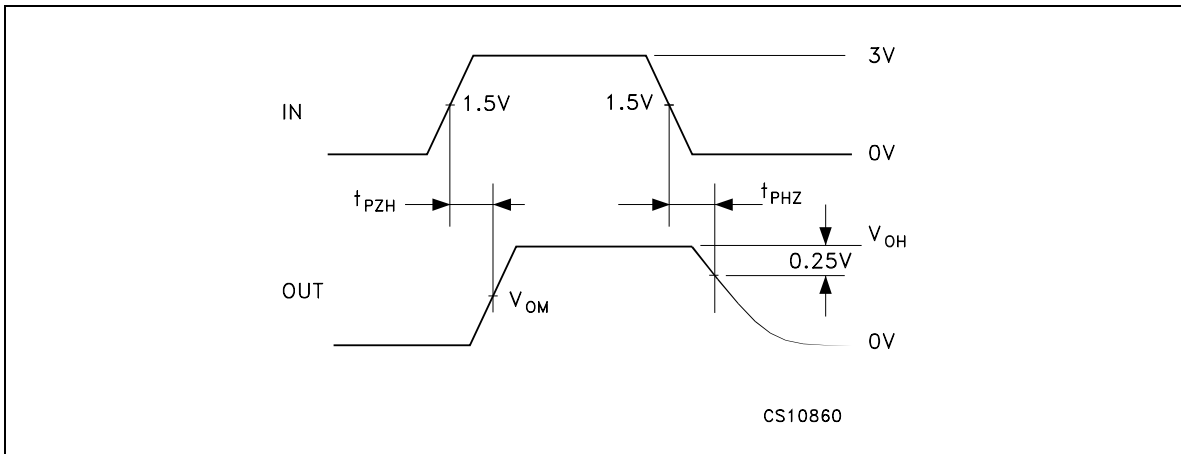 3V
IN
1.5V 1.5V
0V
tPZH tPHZ
VOH
0.25V
OUT
VOM
0V
CS10860